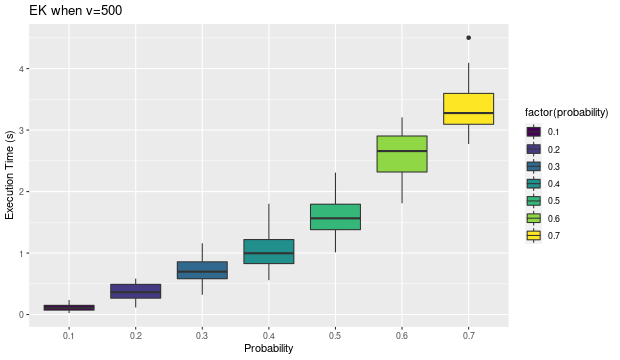 EK when v=500
Execution Time (s)
4
3
2
1
0
0.1 0.2 0.3 0.4 0.5 0.6 0.7
Probability
factor(probability)
0.1
0.2
0.3
0.4
0.5
0.6
0.7